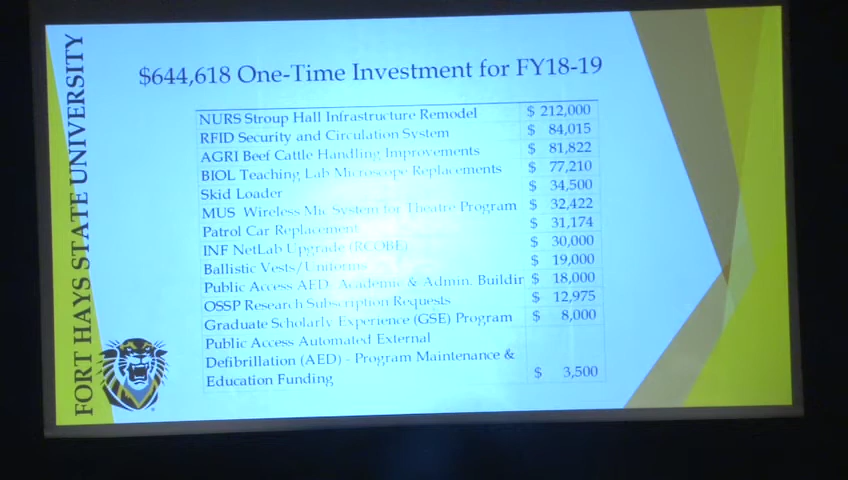 FORT HAYS STATE UNIVERSITY
$644,618 One-Time Investment for FY18-19
NURS Stroup Hall Infrastructure Remodel $ 212,000
RFID Security and Circulation System $ 84,015
AGRI Beef Cattle Handling Improvements $ 81,822
BIOL Teaching Lab Microscope Replacements $ 77,210
Skid Loader $ 34,500
MUS Wireless Mic System for Theatre Program $ 32,422
Patrol Car Replacement $ 31,174
INF NetLab Upgrade (RCOBE) $ 30,000
Ballistic Vests/Uniforms $ 19,000
Public Access AED Academic & Admin. Buildin $ 18,000
OSSP Research Subscription Requests $ 12,975
Graduate Scholarly Experience (GSE) Program $ 8,000
Public Access Automated External
Defibrillation (AED) - Program Maintenance &
Education Funding $ 3,500